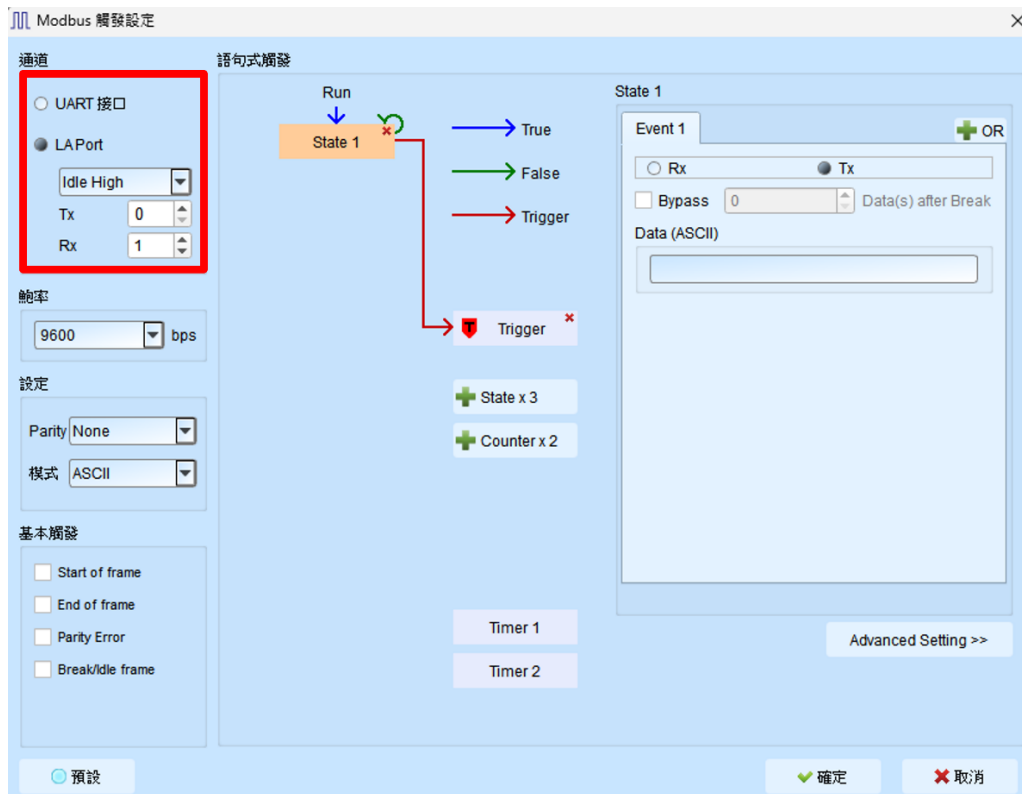 Modbus 觸發設定
通道
UART 接口
LA Port
Idle High
Tx 0
Rx 1
鮑率
9600 bps
設定
Parity None
模式 ASCII
基本觸發
Start of frame
End of frame
Parity Error
Break/Idle frame
預設
語句式觸發
Run
State 1
True
False
Trigger
T Trigger
State x 3
Counter x 2
Timer 1
Timer 2
State 1
Event 1
OR
Rx Tx
Bypass 0 Data(s) after Break
Data (ASCII)
Advanced Setting >>
確定
取消